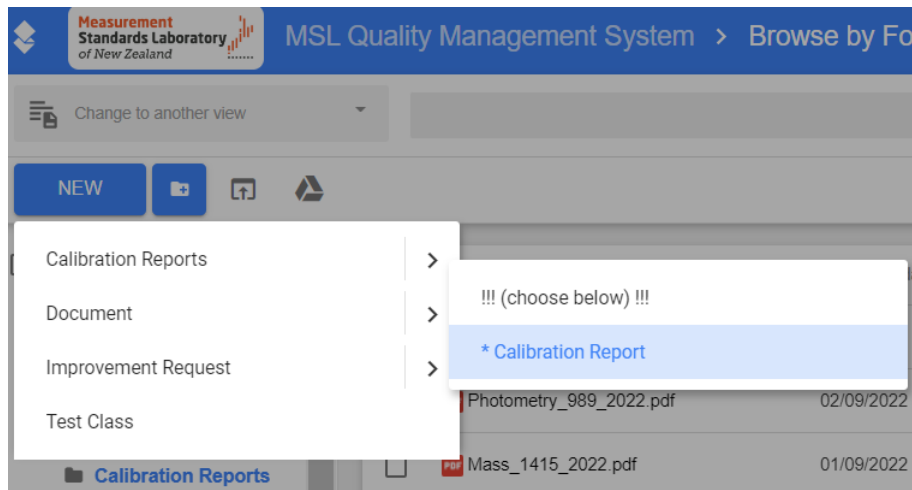 Measurement
Standards Laboratory
of New Zealand
MSL Quality Management System > Browse by Fo
Change to another view
NEW
Calibration Reports
Document
Improvement Request
Test Class
!!! (choose below) !!!
* Calibration Report
Photometry_989_2022.pdf 02/09/2022
Calibration Reports
PDF Mass_1415_2022.pdf 01/09/2022